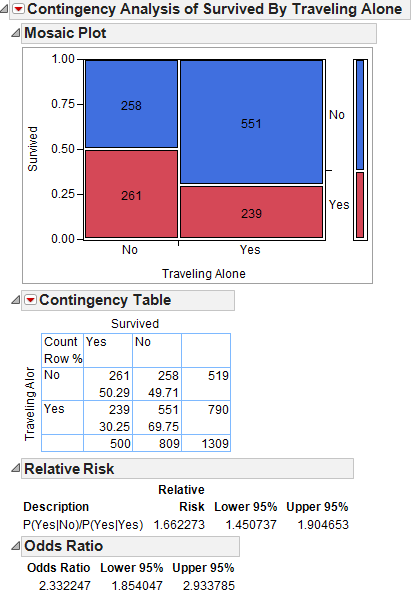 Contingency Analysis of Survived By Traveling Alone
Mosaic Plot
1.00
0.75
0.50
0.25
0.00
Survived
258
551
261
239
No
Yes
No Yes
Traveling Alone
Contingency Table
Survived
Traveling Alor
Count Yes No
Row %
No 261 258 519
50.29 49.71
Yes 239 551 790
30.25 69.75
500 809 1309
Relative Risk
Relative
Description Risk Lower 95% Upper 95%
P(Yes|No)/P(Yes|Yes) 1.662273 1.450737 1.904653
Odds Ratio
Odds Ratio Lower 95% Upper 95%
2.332247 1.854047 2.933785